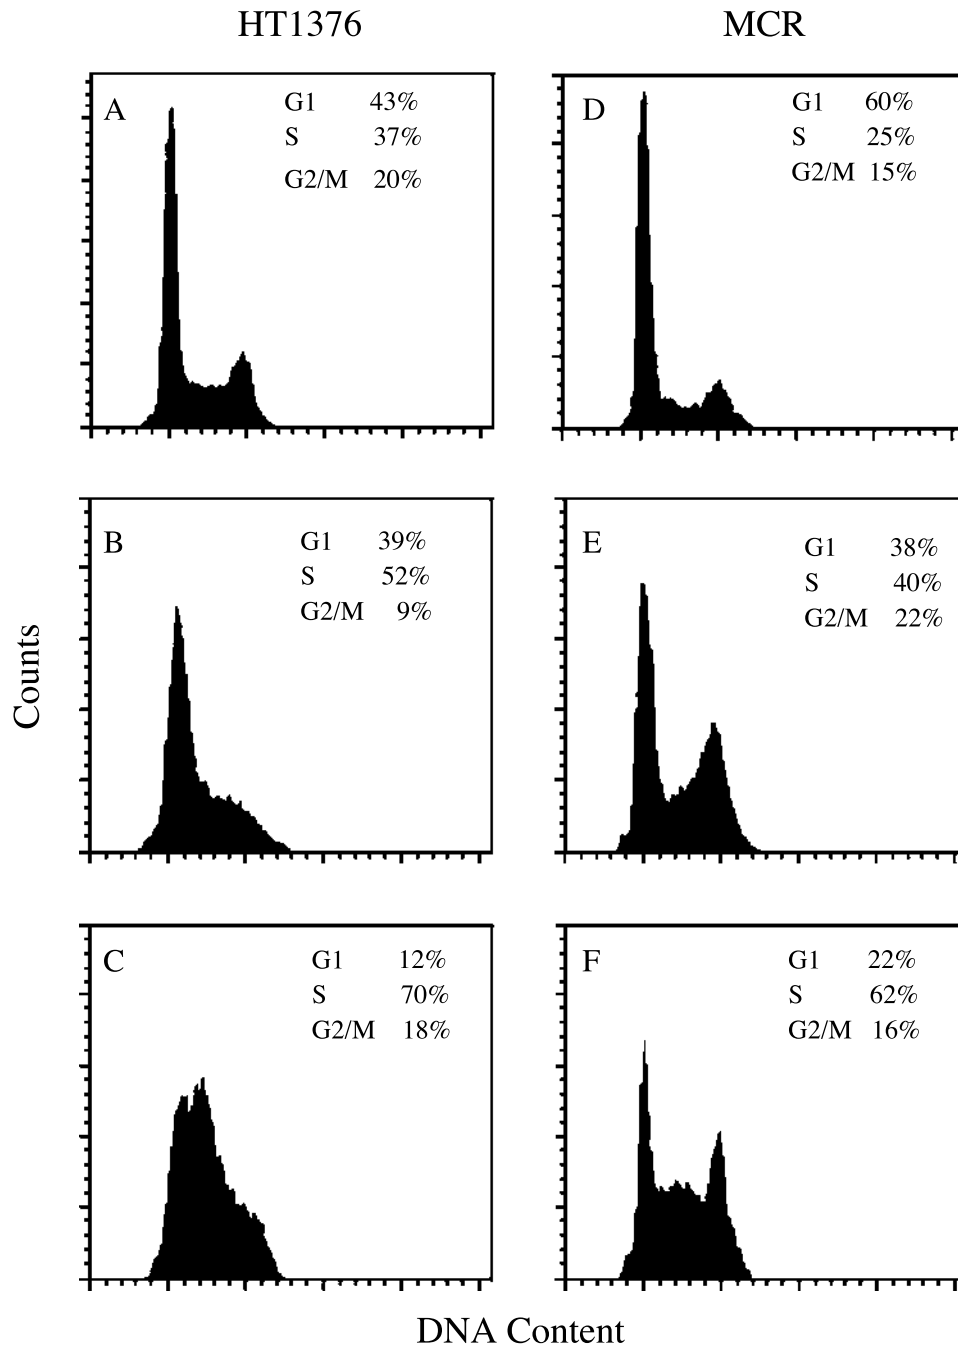 HT1376
MCR
A
G1 43%
S 37%
G2/M 20%
D
G1 60%
S 25%
G2/M 15%
B
G1 39%
S 52%
G2/M 9%
E
G1 38%
S 40%
G2/M 22%
Counts
C
G1 12%
S 70%
G2/M 18%
F
G1 22%
S 62%
G2/M 16%
DNA Content